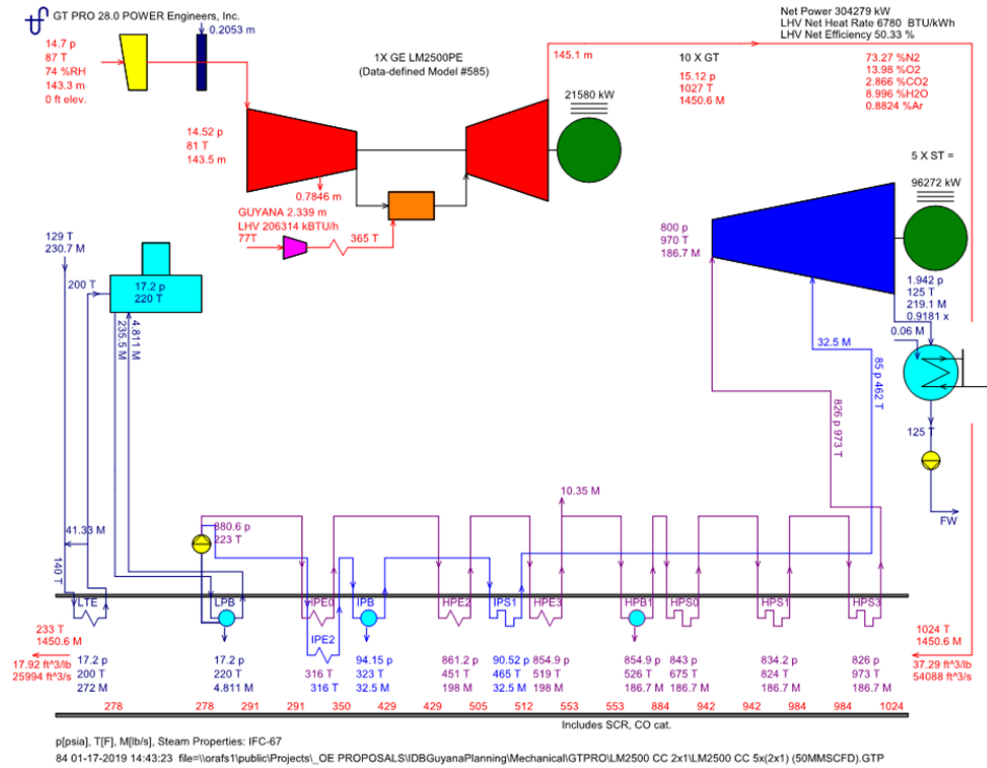 GT PRO 28.0 POWER Engineers, Inc.
0.2053 m
14.7 p
87 T
74 %RH
143.3 m
0 ft elev.
1X GE LM2500PE
(Data-defined Model #585)
145.1 m
10 X GT
15.12 p
1027 T
1450.6 M
Net Power 304279 kW
LHV Net Heat Rate 6780 BTU/kWh
LHV Net Efficiency 50.33 %
73.27 %N2
13.98 %O2
2.866 %CO2
8.996 %H2O
0.8824 %Ar
14.52 p
81 T
143.5 m
21580 kW
0.7846 m
GUYANA 2.339 m
LHV 206314 kBTU/h
77T
365 T
5 X ST =
96272 kW
800 p
970 T
186.7 M
1.942 p
125 T
219.1 M
0.9181 x
0.06 M
32.5 M
85 p 462 T
826 p 973 T
125 T
FW
129 T
230.7 M
200 T
17.2 p
220 T
235.5 M
4.811 M
41.33 M
140 T
880.6 p
223 T
10.35 M
LTE
LPB
HPE0
IPE2
IPB
HPE2
IPS1
HPE3
HPB1
HPS0
HPS1
HPS3
233 T
1450.6 M
17.92 ft^3/lb
25994 ft^3/s
17.2 p
200 T
272 M
17.2 p
220 T
4.811 M
316 T
316 T
94.15 p
323 T
32.5 M
861.2 p
451 T
198 M
90.52 p
465 T
32.5 M
854.9 p
519 T
198 M
854.9 p
526 T
186.7 M
843 p
675 T
186.7 M
834.2 p
824 T
186.7 M
826 p
973 T
186.7 M
1024 T
1450.6 M
37.29 ft^3/lb
54088 ft^3/s
278 278 291 291 350 429 429 505 512 553 553 884 942 942 984 984 1024
Includes SCR, CO cat.
p[psia], T[F], M[lb/s], Steam Properties: IFC-67
84 01-17-2019 14:43:23 file=\\orafs1\public\Projects\_OE PROPOSALS\IDBGuyanaPlanning\Mechanical\GTPRO\LM2500 CC 2x1\LM2500 CC 5x(2x1) (50MMSCFD).GTP